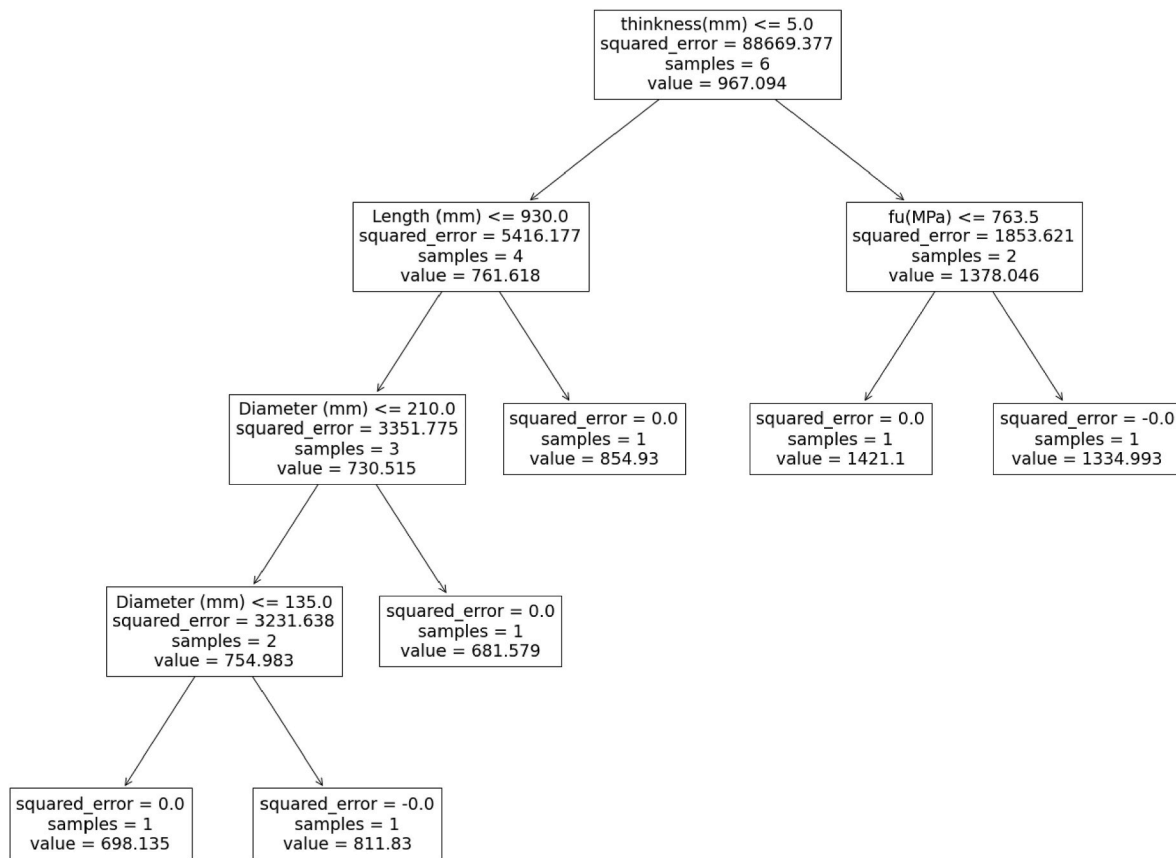 thinkness(mm) <= 5.0
squared_error = 88669.377
samples = 6
value = 967.094
Length (mm) <= 930.0
squared_error = 5416.177
samples = 4
value = 761.618
fu(MPa) <= 763.5
squared_error = 1853.621
samples = 2
value = 1378.046
Diameter (mm) <= 210.0
squared_error = 3351.775
samples = 3
value = 730.515
squared_error = 0.0
samples = 1
value = 854.93
squared_error = 0.0
samples = 1
value = 1421.1
squared_error = -0.0
samples = 1
value = 1334.993
Diameter (mm) <= 135.0
squared_error = 3231.638
samples = 2
value = 754.983
squared_error = 0.0
samples = 1
value = 681.579
squared_error = 0.0
samples = 1
value = 698.135
squared_error = -0.0
samples = 1
value = 811.83